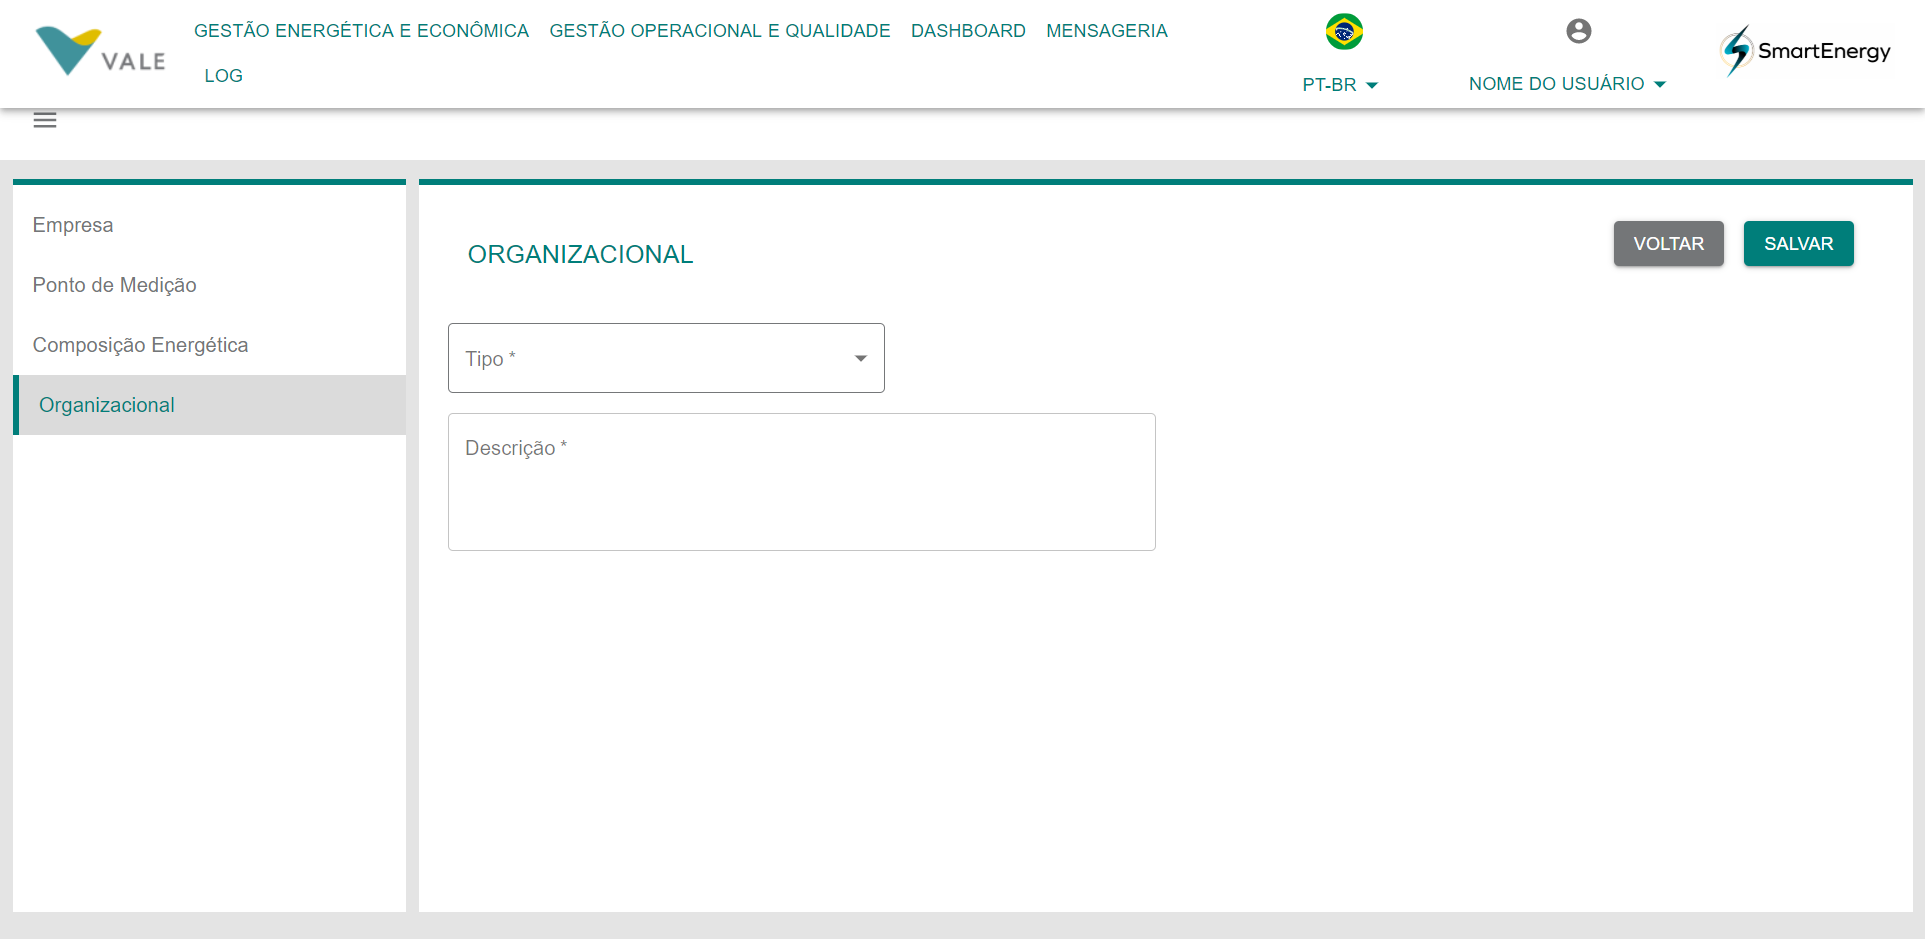 VALE
GESTÃO ENERGÉTICA E ECONÔMICA GESTÃO OPERACIONAL E QUALIDADE DASHBOARD MENSAGERIA
LOG
PT-BR
NOME DO USUÁRIO
SmartEnergy
Empresa
Ponto de Medição
Composição Energética
Organizacional
ORGANIZACIONAL
VOLTAR
SALVAR
Tipo *
Descrição *